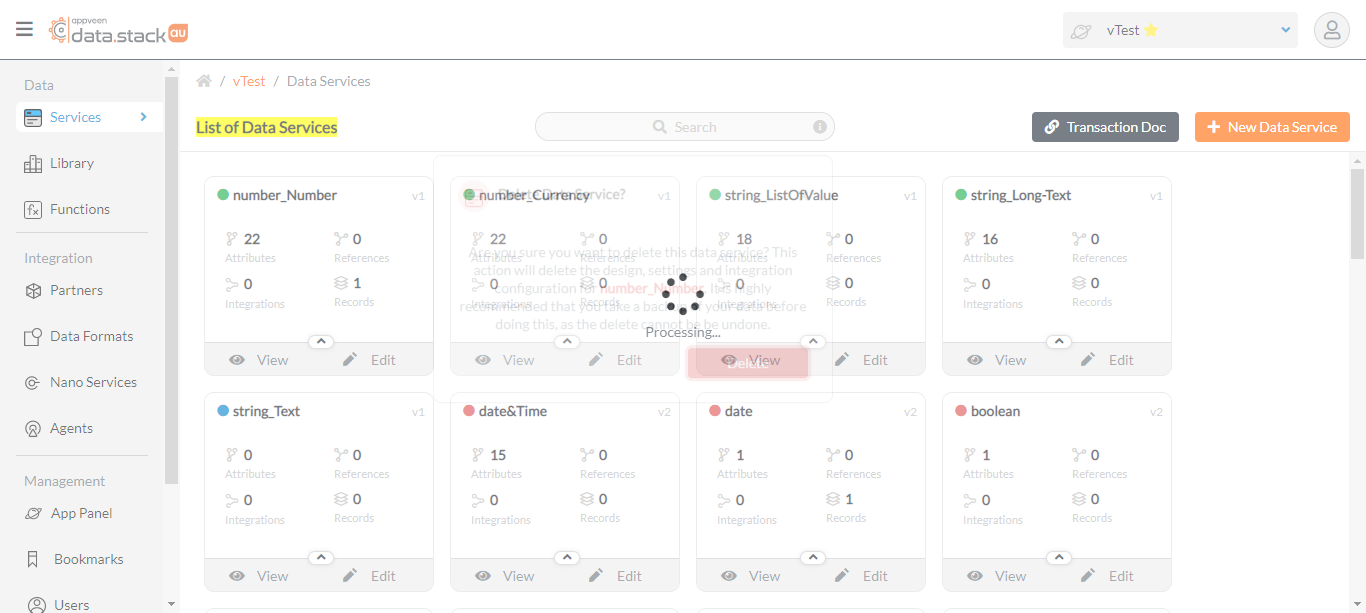 appveen
data.stack au
vTest
Data
Services
Library
Functions
Integration
Partners
Data Formats
Nano Services
Agents
Management
App Panel
Bookmarks
Users
/ vTest / Data Services
List of Data Services
Search
Transaction Doc
+ New Data Service
number_Number v1
22 Attributes
0 References
0 Integrations
1 Records
View Edit
number_Currency v1
22 Attributes
0 References
0 Integrations
0 Records
View Edit
string_ListOfValue v1
18 Attributes
0 References
0 Integrations
0 Records
View Edit
string_Long-Text v1
16 Attributes
0 References
0 Integrations
0 Records
View Edit
Delete Data Service?
Are you sure you want to delete this data service? This
action will delete the design, settings and integration
configuration for number_Number. It is highly
recommended that you take a backup of your data before
doing this, as the delete cannot be be undone.
Processing...
Delete
string_Text v1
0 Attributes
0 References
0 Integrations
0 Records
View Edit
date&Time v2
15 Attributes
0 References
0 Integrations
0 Records
View Edit
date v2
1 Attributes
0 References
0 Integrations
1 Records
View Edit
boolean v2
1 Attributes
0 References
0 Integrations
0 Records
View Edit